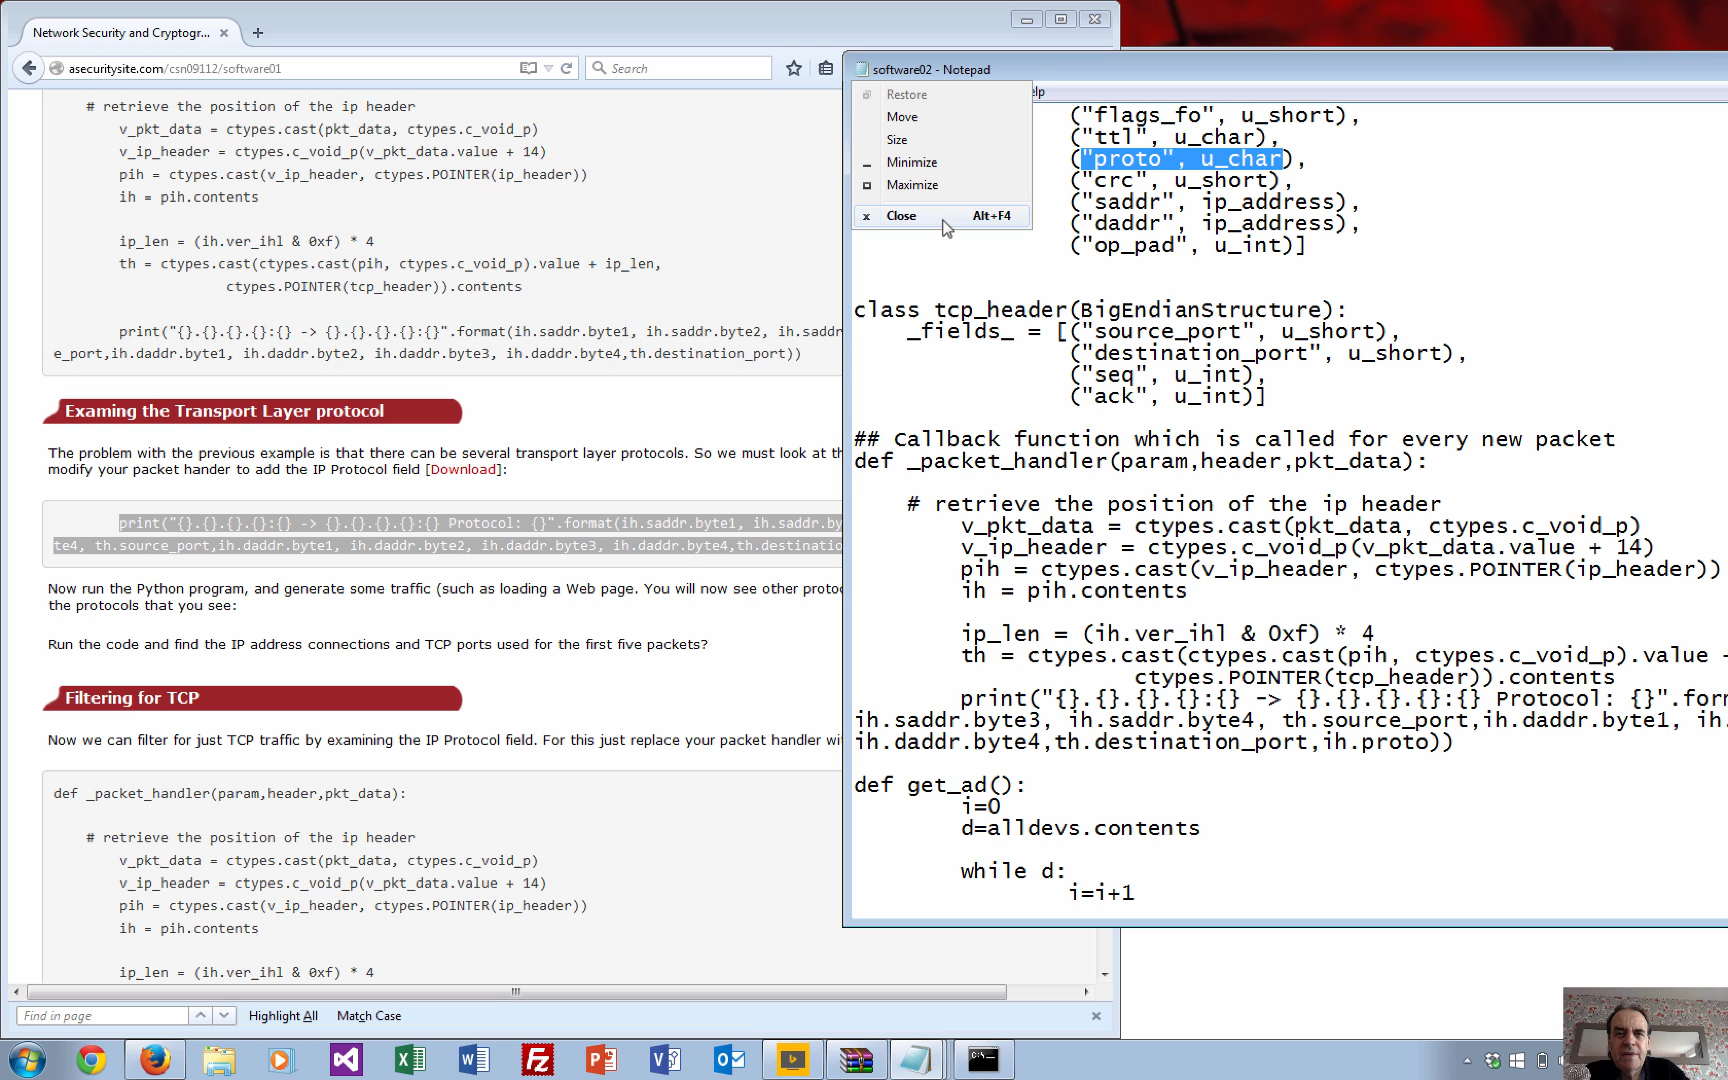 Network Security and Cryptogr...
asecuritysite.com/csn09112/software01
Search
# retrieve the position of the ip header
v_pkt_data = ctypes.cast(pkt_data, ctypes.c_void_p)
v_ip_header = ctypes.c_void_p(v_pkt_data.value + 14)
pih = ctypes.cast(v_ip_header, ctypes.POINTER(ip_header))
ih = pih.contents
ip_len = (ih.ver_ihl & 0xf) * 4
th = ctypes.cast(ctypes.cast(pih, ctypes.c_void_p).value + ip_len,
ctypes.POINTER(tcp_header)).contents
print("{}.{}.{}.{}:{} -> {}.{}.{}.{}:{}".format(ih.saddr.byte1, ih.saddr.byte2, ih.saddr
e_port,ih.daddr.byte1, ih.daddr.byte2, ih.daddr.byte3, ih.daddr.byte4,th.destination_port))
Examing the Transport Layer protocol
The problem with the previous example is that there can be several transport layer protocols. So we must look at th
modify your packet hander to add the IP Protocol field [Download]:
print("{}.{}.{}.{}:{} -> {}.{}.{}.{}:{} Protocol: {}".format(ih.saddr.byte1, ih.saddr.by
te4, th.source_port,ih.daddr.byte1, ih.daddr.byte2, ih.daddr.byte3, ih.daddr.byte4,th.destination
Now run the Python program, and generate some traffic (such as loading a Web page. You will now see other protoc
the protocols that you see:
Run the code and find the IP address connections and TCP ports used for the first five packets?
Filtering for TCP
Now we can filter for just TCP traffic by examining the IP Protocol field. For this just replace your packet handler wi
def _packet_handler(param,header,pkt_data):
# retrieve the position of the ip header
v_pkt_data = ctypes.cast(pkt_data, ctypes.c_void_p)
v_ip_header = ctypes.c_void_p(v_pkt_data.value + 14)
pih = ctypes.cast(v_ip_header, ctypes.POINTER(ip_header))
ih = pih.contents
ip_len = (ih.ver_ihl & 0xf) * 4
Find in page
Highlight All
Match Case
software02 - Notepad
lp
Restore
Move
Size
Minimize
Maximize
Close Alt+F4
("flags_fo", u_short),
("ttl", u_char),
("proto", u_char),
("crc", u_short),
("saddr", ip_address),
("daddr", ip_address),
("op_pad", u_int)]
class tcp_header(BigEndianStructure):
_fields_ = [("source_port", u_short),
("destination_port", u_short),
("seq", u_int),
("ack", u_int)]
## Callback function which is called for every new packet
def _packet_handler(param,header,pkt_data):
# retrieve the position of the ip header
v_pkt_data = ctypes.cast(pkt_data, ctypes.c_void_p)
v_ip_header = ctypes.c_void_p(v_pkt_data.value + 14)
pih = ctypes.cast(v_ip_header, ctypes.POINTER(ip_header))
ih = pih.contents
ip_len = (ih.ver_ihl & 0xf) * 4
th = ctypes.cast(ctypes.cast(pih, ctypes.c_void_p).value
ctypes.POINTER(tcp_header)).contents
print("{}.{}.{}.{}:{} -> {}.{}.{}.{}:{} Protocol: {}".for
ih.saddr.byte3, ih.saddr.byte4, th.source_port,ih.daddr.byte1, ih.
ih.daddr.byte4,th.destination_port,ih.proto))
def get_ad():
i=0
d=alldevs.contents
while d:
i=i+1